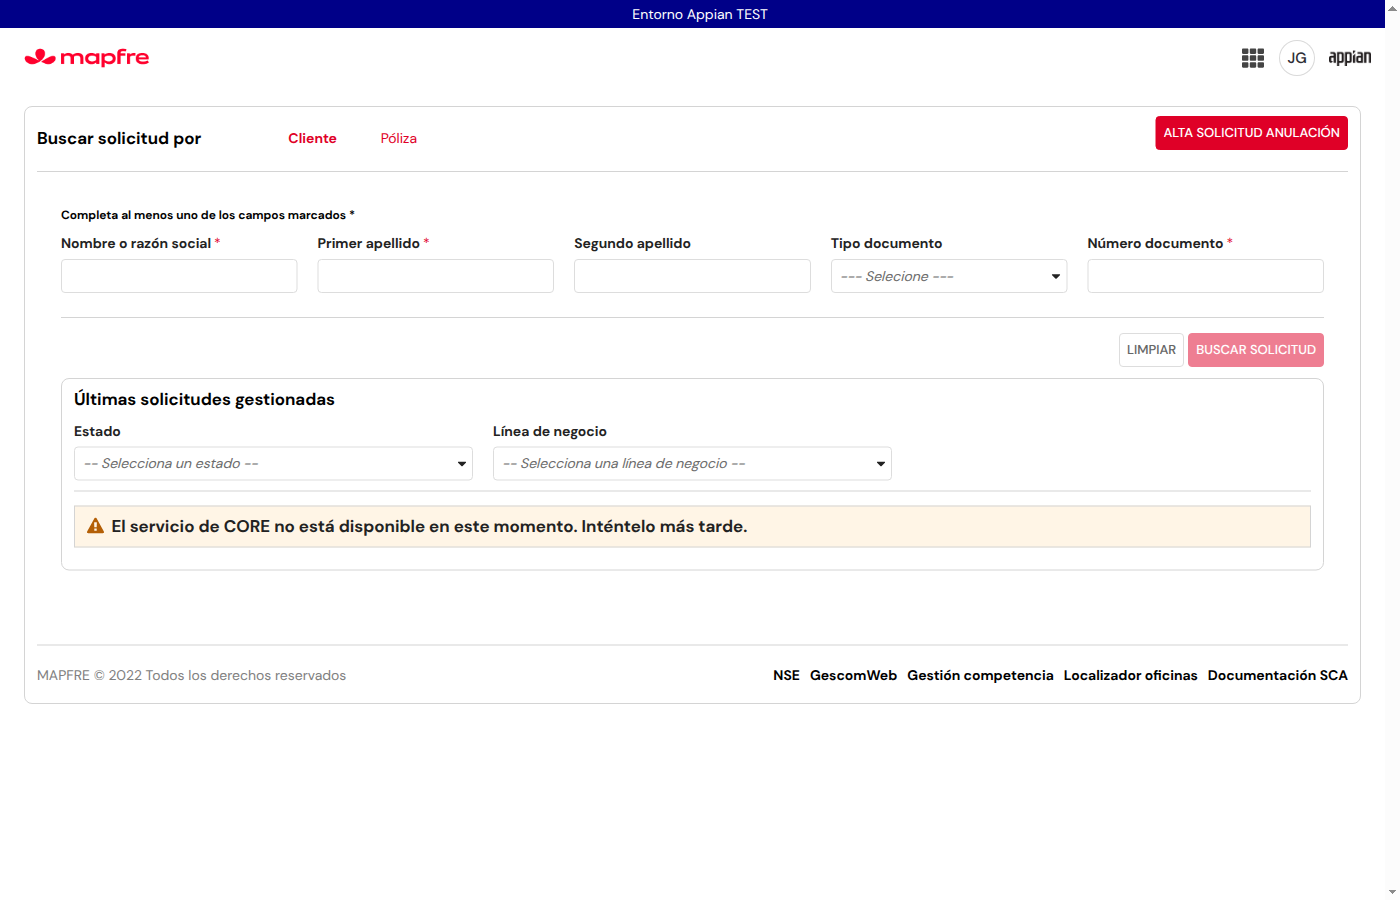 Entorno Appian TEST
mapfre
JG
appian
Buscar solicitud por
Cliente
Póliza
ALTA SOLICITUD ANULACIÓN
Completa al menos uno de los campos marcados *
Nombre o razón social *
Primer apellido *
Segundo apellido
Tipo documento
Número documento *
--- Selecione ---
LIMPIAR
BUSCAR SOLICITUD
Últimas solicitudes gestionadas
Estado
Línea de negocio
-- Selecciona un estado --
-- Selecciona una línea de negocio --
El servicio de CORE no está disponible en este momento. Inténtelo más tarde.
MAPFRE © 2022 Todos los derechos reservados
NSE GescomWeb Gestión competencia Localizador oficinas Documentación SCA